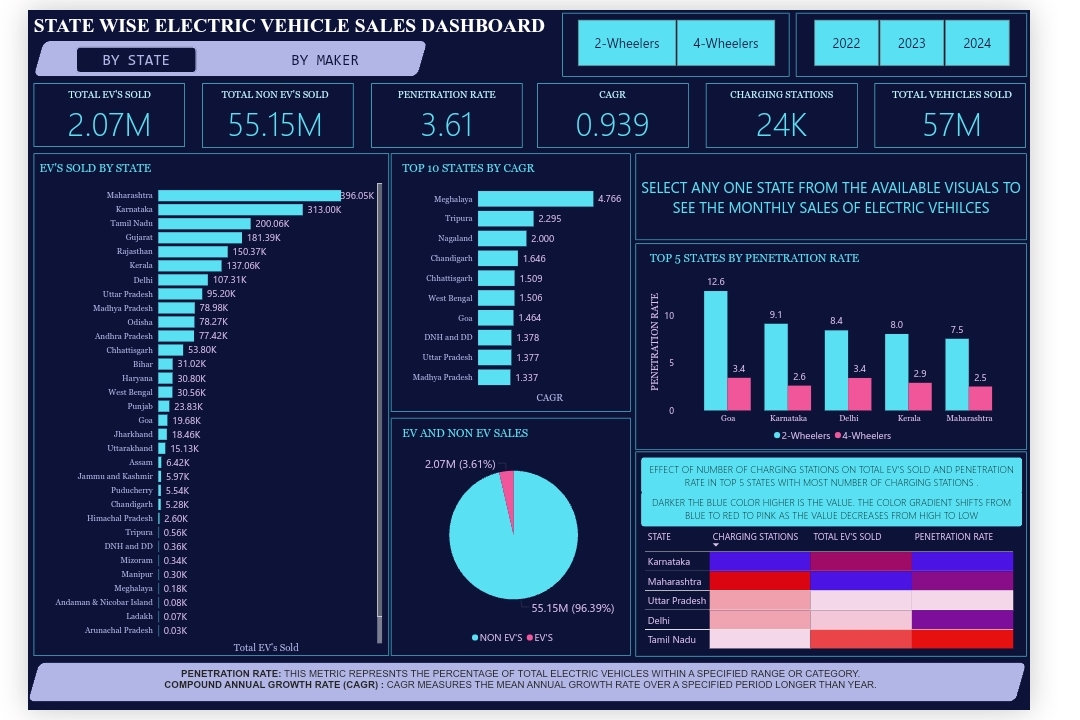 STATE WISE ELECTRIC VEHICLE SALES DASHBOARD
BY STATE
BY MAKER
2-Wheelers
4-Wheelers
2022
2023
2024
TOTAL EV'S SOLD
2.07M
TOTAL NON EV'S SOLD
55.15M
PENETRATION RATE
3.61
CAGR
0.939
CHARGING STATIONS
24K
TOTAL VEHICLES SOLD
57M
EV'S SOLD BY STATE
Maharashtra 396.05K
Karnataka 313.00K
Tamil Nadu 200.06K
Gujarat 181.39K
Rajasthan 150.37K
Kerala 137.06K
Delhi 107.31K
Uttar Pradesh 95.20K
Madhya Pradesh 78.98K
Odisha 78.27K
Andhra Pradesh 77.42K
Chhattisgarh 53.80K
Bihar 31.02K
Haryana 30.80K
West Bengal 30.56K
Punjab 23.83K
Goa 19.68K
Jharkhand 18.46K
Uttarakhand 15.13K
Assam 6.42K
Jammu and Kashmir 5.97K
Puducherry 5.54K
Chandigarh 5.28K
Himachal Pradesh 2.60K
Tripura 0.56K
DNH and DD 0.36K
Mizoram 0.34K
Manipur 0.30K
Meghalaya 0.18K
Andaman & Nicobar Island 0.08K
Ladakh 0.07K
Arunachal Pradesh 0.03K
Total EV's Sold
TOP 10 STATES BY CAGR
Meghalaya 4.766
Tripura 2.295
Nagaland 2.000
Chandigarh 1.646
Chhattisgarh 1.509
West Bengal 1.506
Goa 1.464
DNH and DD 1.378
Uttar Pradesh 1.377
Madhya Pradesh 1.337
CAGR
EV AND NON EV SALES
2.07M (3.61%)
55.15M (96.39%)
NON EV'S EV'S
SELECT ANY ONE STATE FROM THE AVAILABLE VISUALS TO
SEE THE MONTHLY SALES OF ELECTRIC VEHILCES
TOP 5 STATES BY PENETRATION RATE
PENETRATION RATE
10
5
0
12.6
3.4
9.1
2.6
8.4
3.4
8.0
2.9
7.5
2.5
Goa
Karnataka
Delhi
Kerala
Maharashtra
2-Wheelers 4-Wheelers
EFFECT OF NUMBER OF CHARGING STATIONS ON TOTAL EV'S SOLD AND PENETRATION
RATE IN TOP 5 STATES WITH MOST NUMBER OF CHARGING STATIONS .
DARKER THE BLUE COLOR HIGHER IS THE VALUE. THE COLOR GRADIENT SHIFTS FROM
BLUE TO RED TO PINK AS THE VALUE DECREASES FROM HIGH TO LOW
STATE CHARGING STATIONS TOTAL EV'S SOLD PENETRATION RATE
Karnataka
Maharashtra
Uttar Pradesh
Delhi
Tamil Nadu
PENETRATION RATE: THIS METRIC REPRESNTS THE PERCENTAGE OF TOTAL ELECTRIC VEHICLES WITHIN A SPECIFIED RANGE OR CATEGORY.
COMPOUND ANNUAL GROWTH RATE (CAGR) : CAGR MEASURES THE MEAN ANNUAL GROWTH RATE OVER A SPECIFIED PERIOD LONGER THAN YEAR.